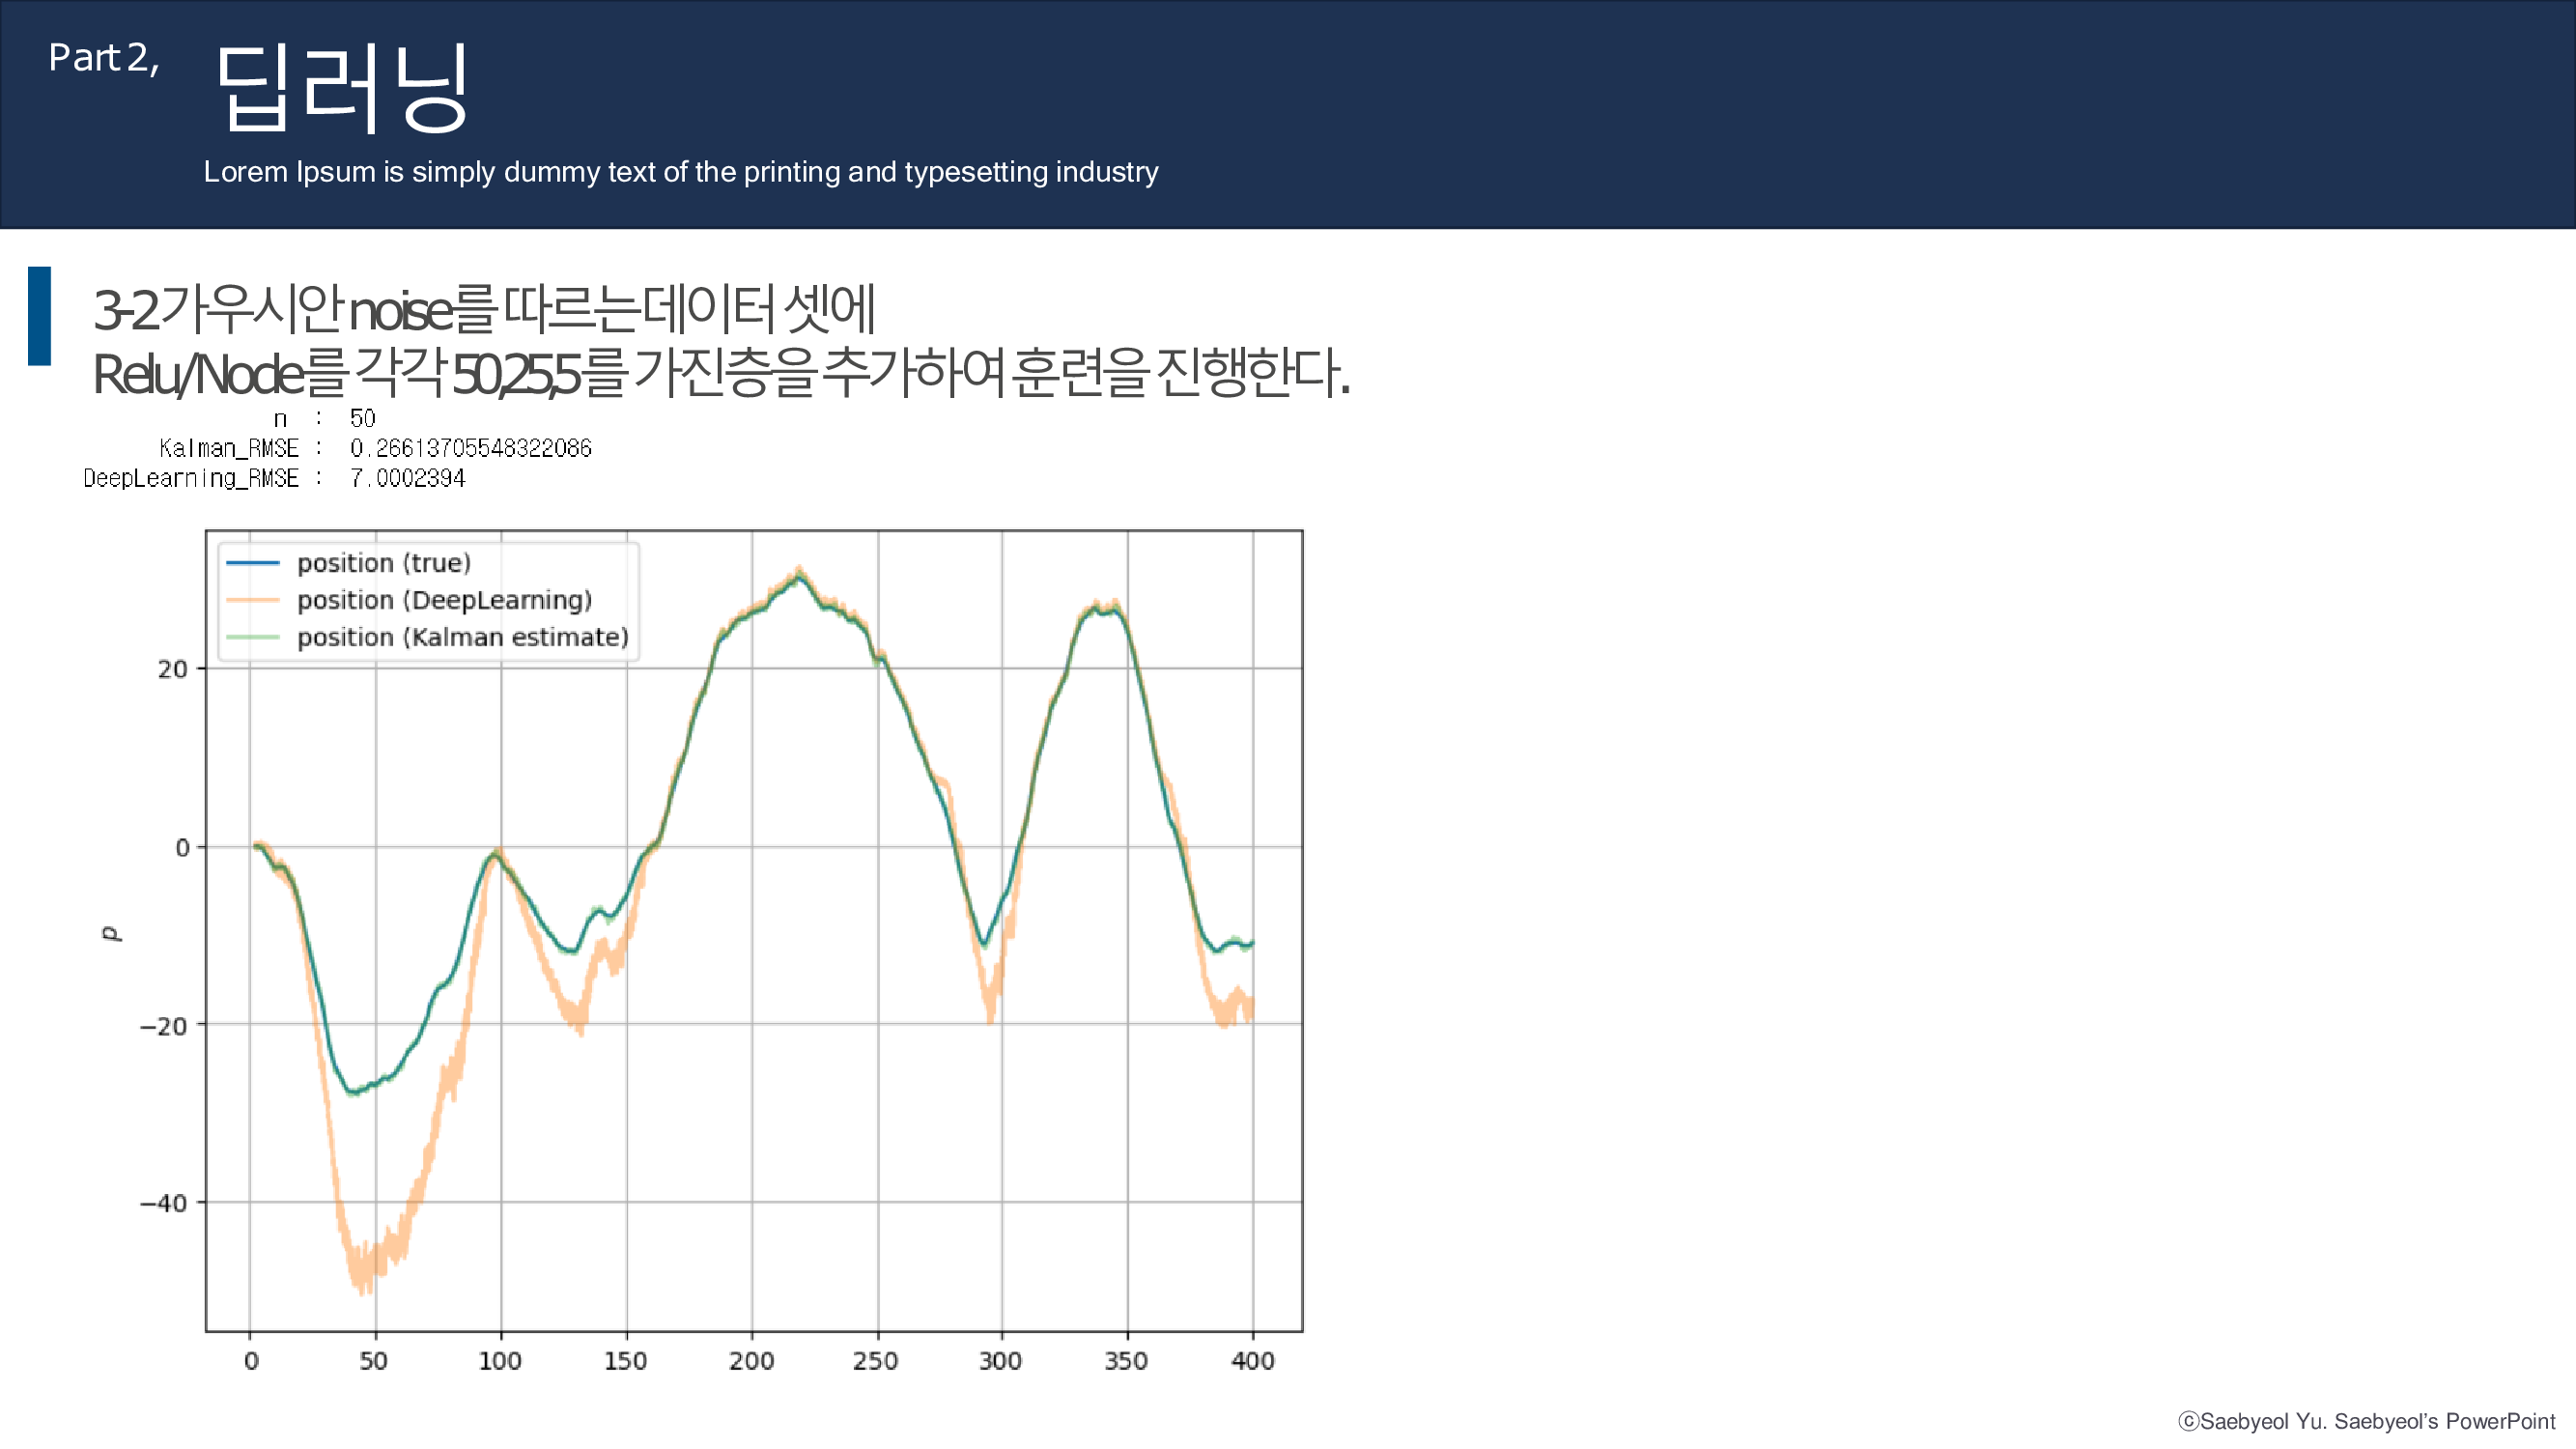 Part 2,
딥러닝
Lorem Ipsum is simply dummy text of the printing and typesetting industry
3-2 가우시안 noise를 따르는 데이터 셋에
Relu/Node를 각각 50,25,5 를 가진층을 추가하여 훈련을 진행한다.
n : 50
Kalman_RMSE : 0.26613705548322086
DeepLearning_RMSE : 7.0002394
position (true)
position (DeepLearning)
position (Kalman estimate)
20
0
−20
−40
p
0 50 100 150 200 250 300 350 400
ⓒSaebyeol Yu. Saebyeol’s PowerPoint